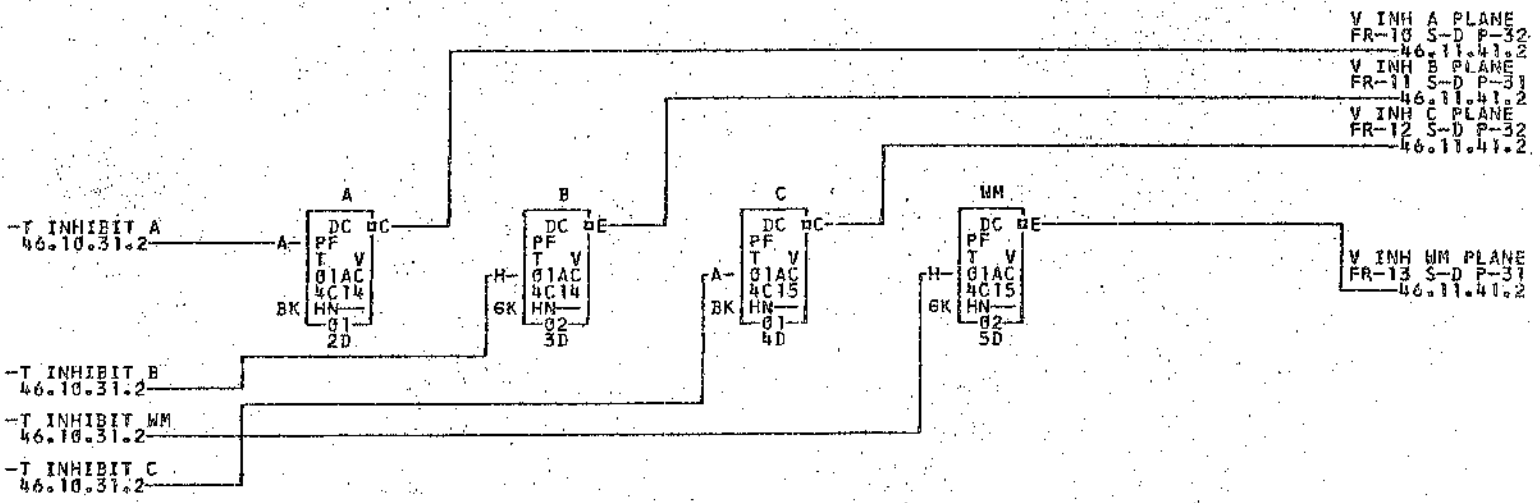 V INH A PLANE
FR-10 S-D P-32
46.11.41.2
V INH B PLANE
FR-11 S-D P-31
46.11.41.2
V INH C PLANE
FR-12 S-D P-32
46.11.41.2
A
B
C
WM
-T INHIBIT A
46.10.31.2
A
DC
C
PF
T V
01AC
4C14
BK
HN
01
2D
H
DC
E
PF
T V
01AC
4C14
GK
HN
02
3D
A
DC
C
PF
T V
01AC
4C15
BK
HN
01
4D
H
DC
E
PF
T V
01AC
4C15
GK
HN
02
5D
V INH WM PLANE
FR-13 S-D P-31
46.11.41.2
-T INHIBIT B
46.10.31.2
-T INHIBIT WM
46.10.31.2
-T INHIBIT C
46.10.31.2